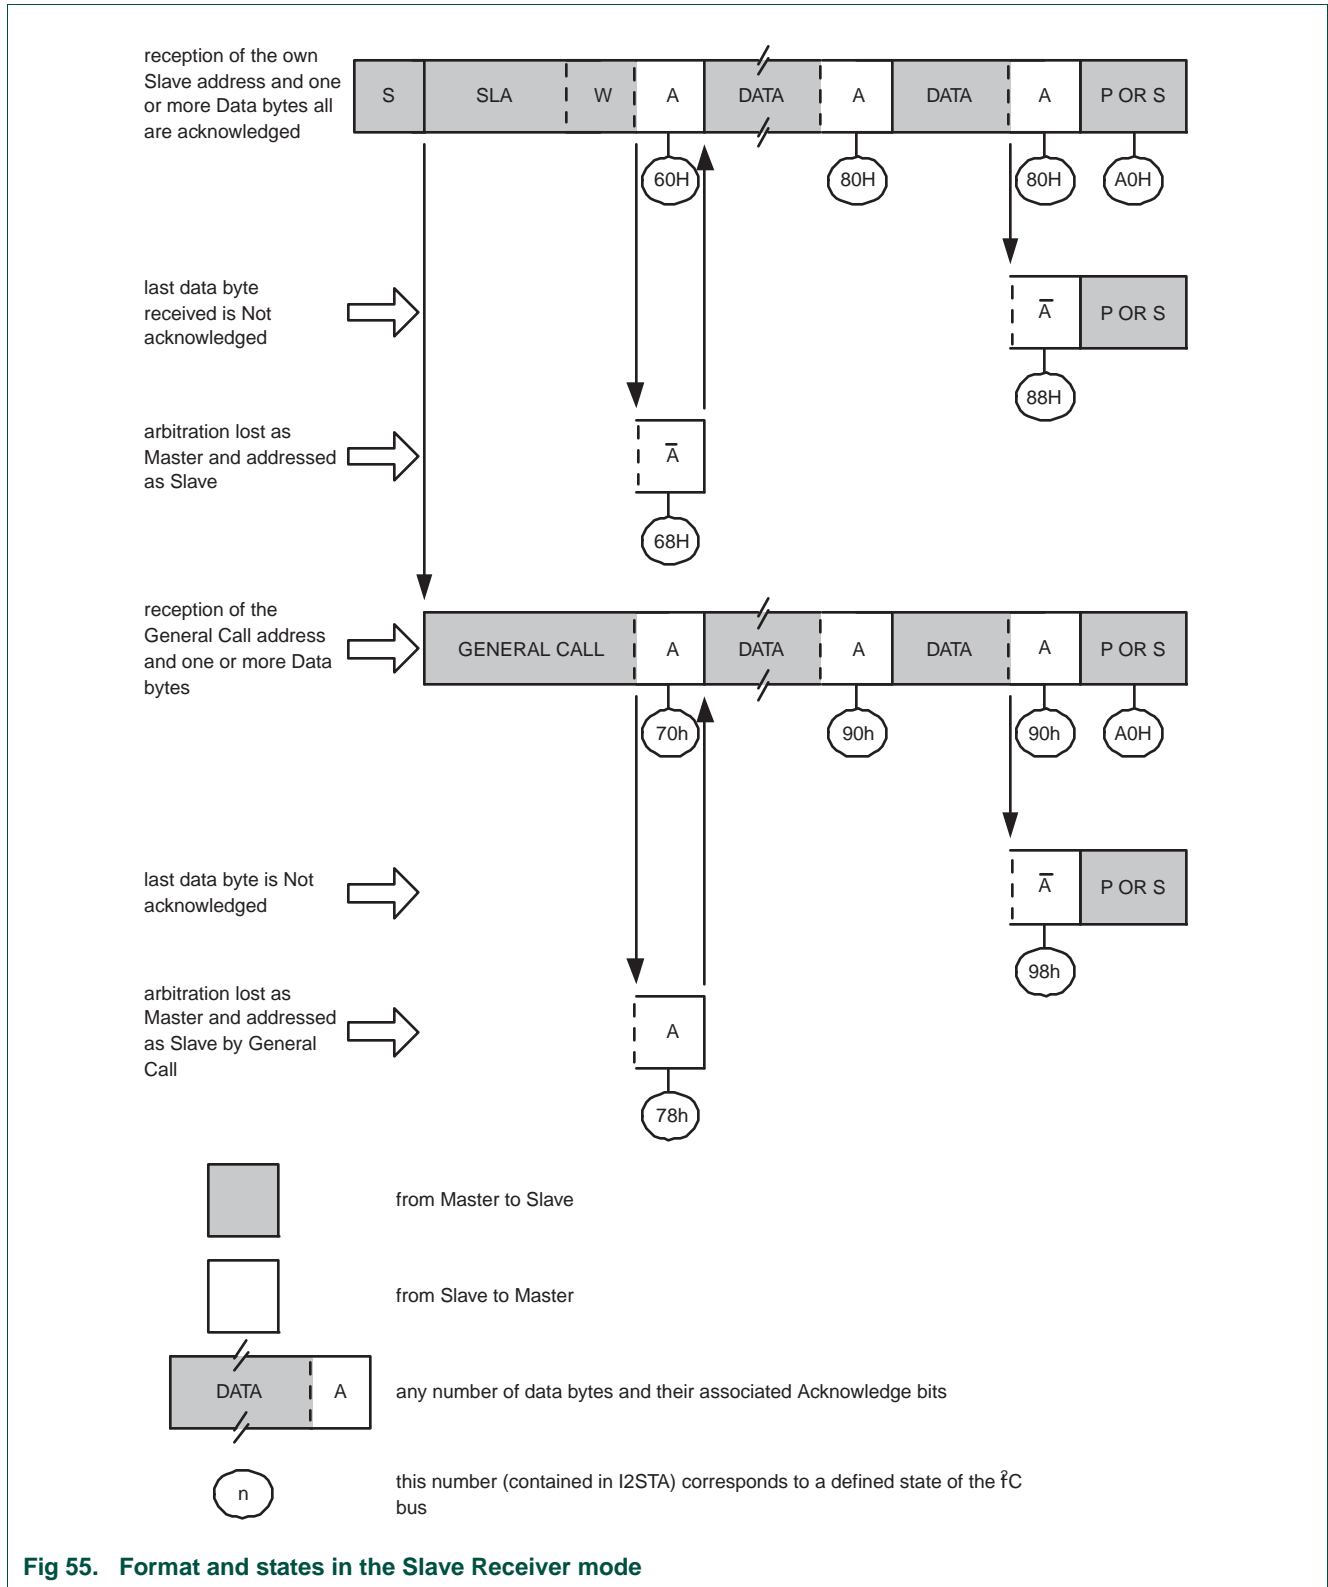 reception of the own
Slave address and one
or more Data bytes all
are acknowledged
S SLA W A DATA A DATA A P OR S
60H 80H 80H A0H
last data byte
received is Not
acknowledged
A̅ P OR S
88H
arbitration lost as
Master and addressed
as Slave
A̅
68H
reception of the
General Call address
and one or more Data
bytes
GENERAL CALL A DATA A DATA A P OR S
70h 90h 90h A0H
last data byte is Not
acknowledged
A̅ P OR S
98h
arbitration lost as
Master and addressed
as Slave by General
Call
A
78h
from Master to Slave
from Slave to Master
DATA A any number of data bytes and their associated Acknowledge bits
n this number (contained in I2STA) corresponds to a defined state of the I²C
bus
Fig 55. Format and states in the Slave Receiver mode